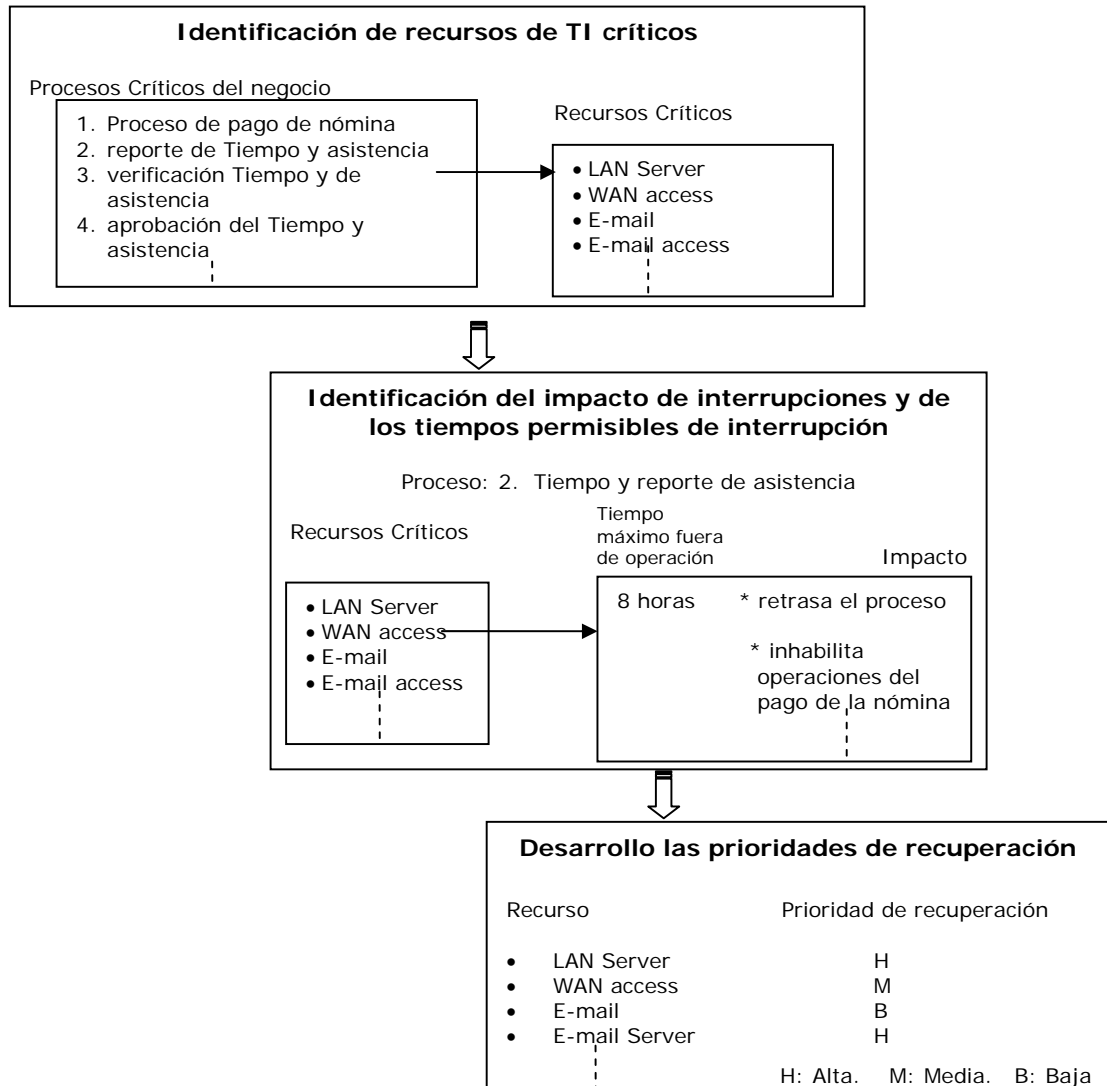 Identificación de recursos de TI críticos
Procesos Críticos del negocio
1. Proceso de pago de nómina
2. reporte de Tiempo y asistencia
3. verificación Tiempo y de
asistencia
4. aprobación del Tiempo y
asistencia
Recursos Críticos
• LAN Server
• WAN access
• E-mail
• E-mail access
Identificación del impacto de interrupciones y de
los tiempos permisibles de interrupción
Proceso: 2. Tiempo y reporte de asistencia
Recursos Críticos
• LAN Server
• WAN access
• E-mail
• E-mail access
Tiempo
máximo fuera
de operación
Impacto
8 horas * retrasa el proceso
* inhabilita
operaciones del
pago de la nómina
Desarrollo las prioridades de recuperación
Recurso Prioridad de recuperación
• LAN Server H
• WAN access M
• E-mail B
• E-mail Server H
H: Alta. M: Media. B: Baja